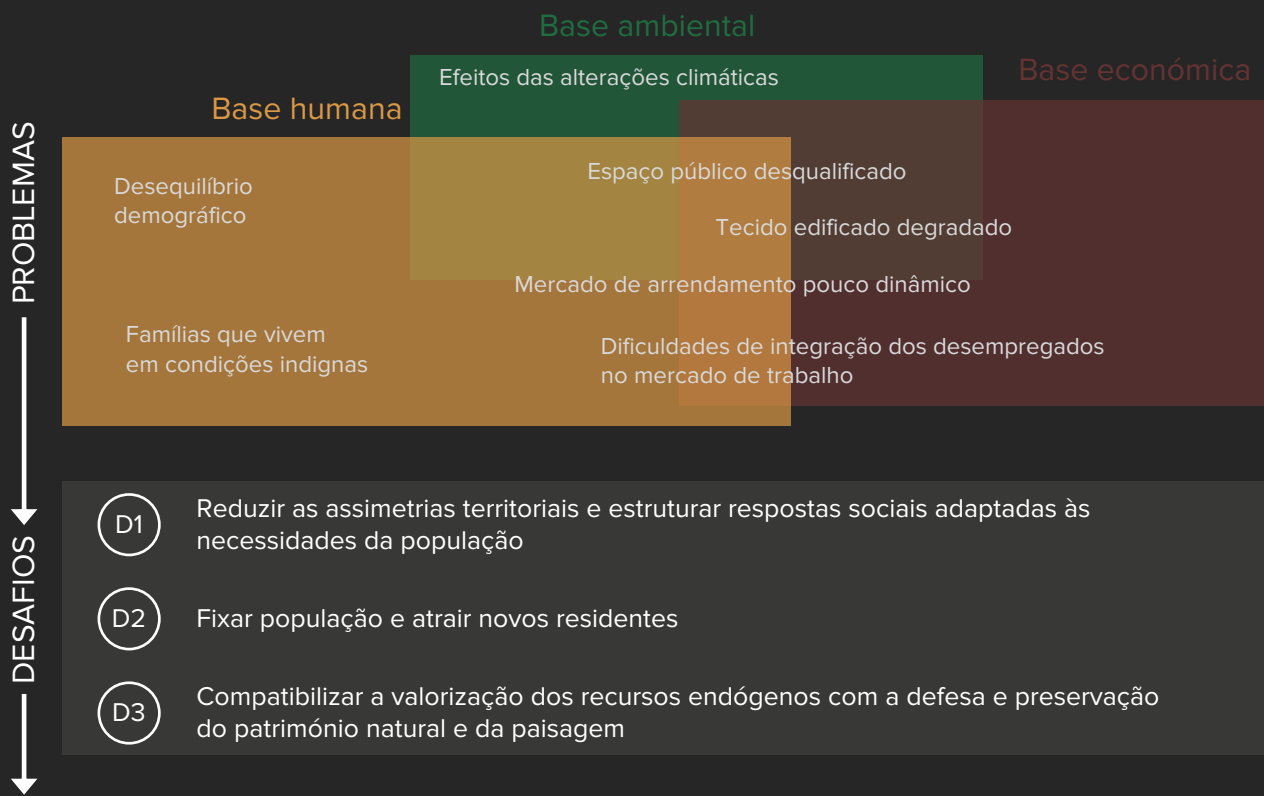 Base ambiental
Base económica
Base humana
PROBLEMAS
Efeitos das alterações climáticas
Espaço público desqualificado
Desequilíbrio
demográfico
Tecido edificado degradado
Mercado de arrendamento pouco dinâmico
Famílias que vivem
em condições indignas
Dificuldades de integração dos desempregados
no mercado de trabalho
DESAFIOS
D1
Reduzir as assimetrias territoriais e estruturar respostas sociais adaptadas às
necessidades da população
D2
Fixar população e atrair novos residentes
D3
Compatibilizar a valorização dos recursos endógenos com a defesa e preservação
do património natural e da paisagem